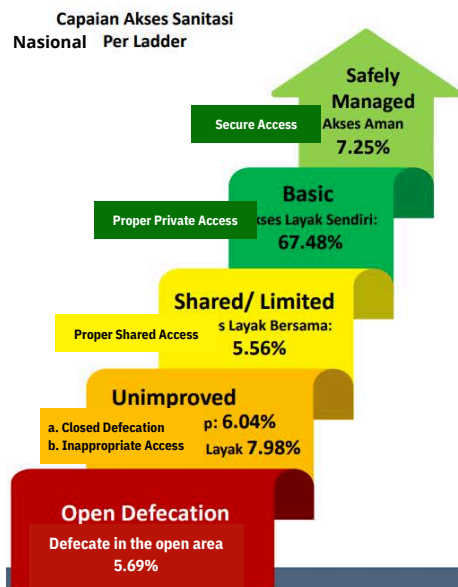 Capaian Akses Sanitasi
Nasional Per Ladder
Safely
Managed
Secure Access Akses Aman
7.25%
Basic
Proper Private Access kses Layak Sendiri:
67.48%
Shared/ Limited
Proper Shared Access s Layak Bersama:
5.56%
Unimproved
a. Closed Defecation p: 6.04%
b. Inappropriate Access Layak 7.98%
Open Defecation
Defecate in the open area
5.69%